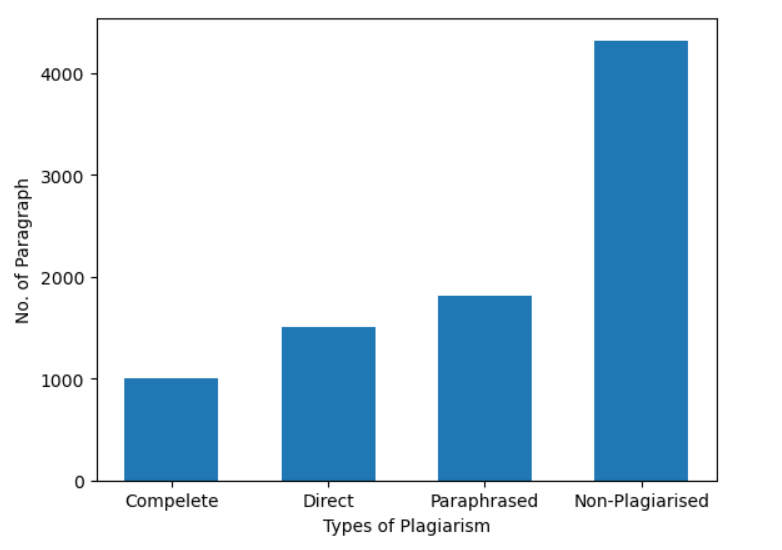 4000
3000
2000
1000
0
No. of Paragraph
Compelete Direct Paraphrased Non-Plagiarised
Types of Plagiarism